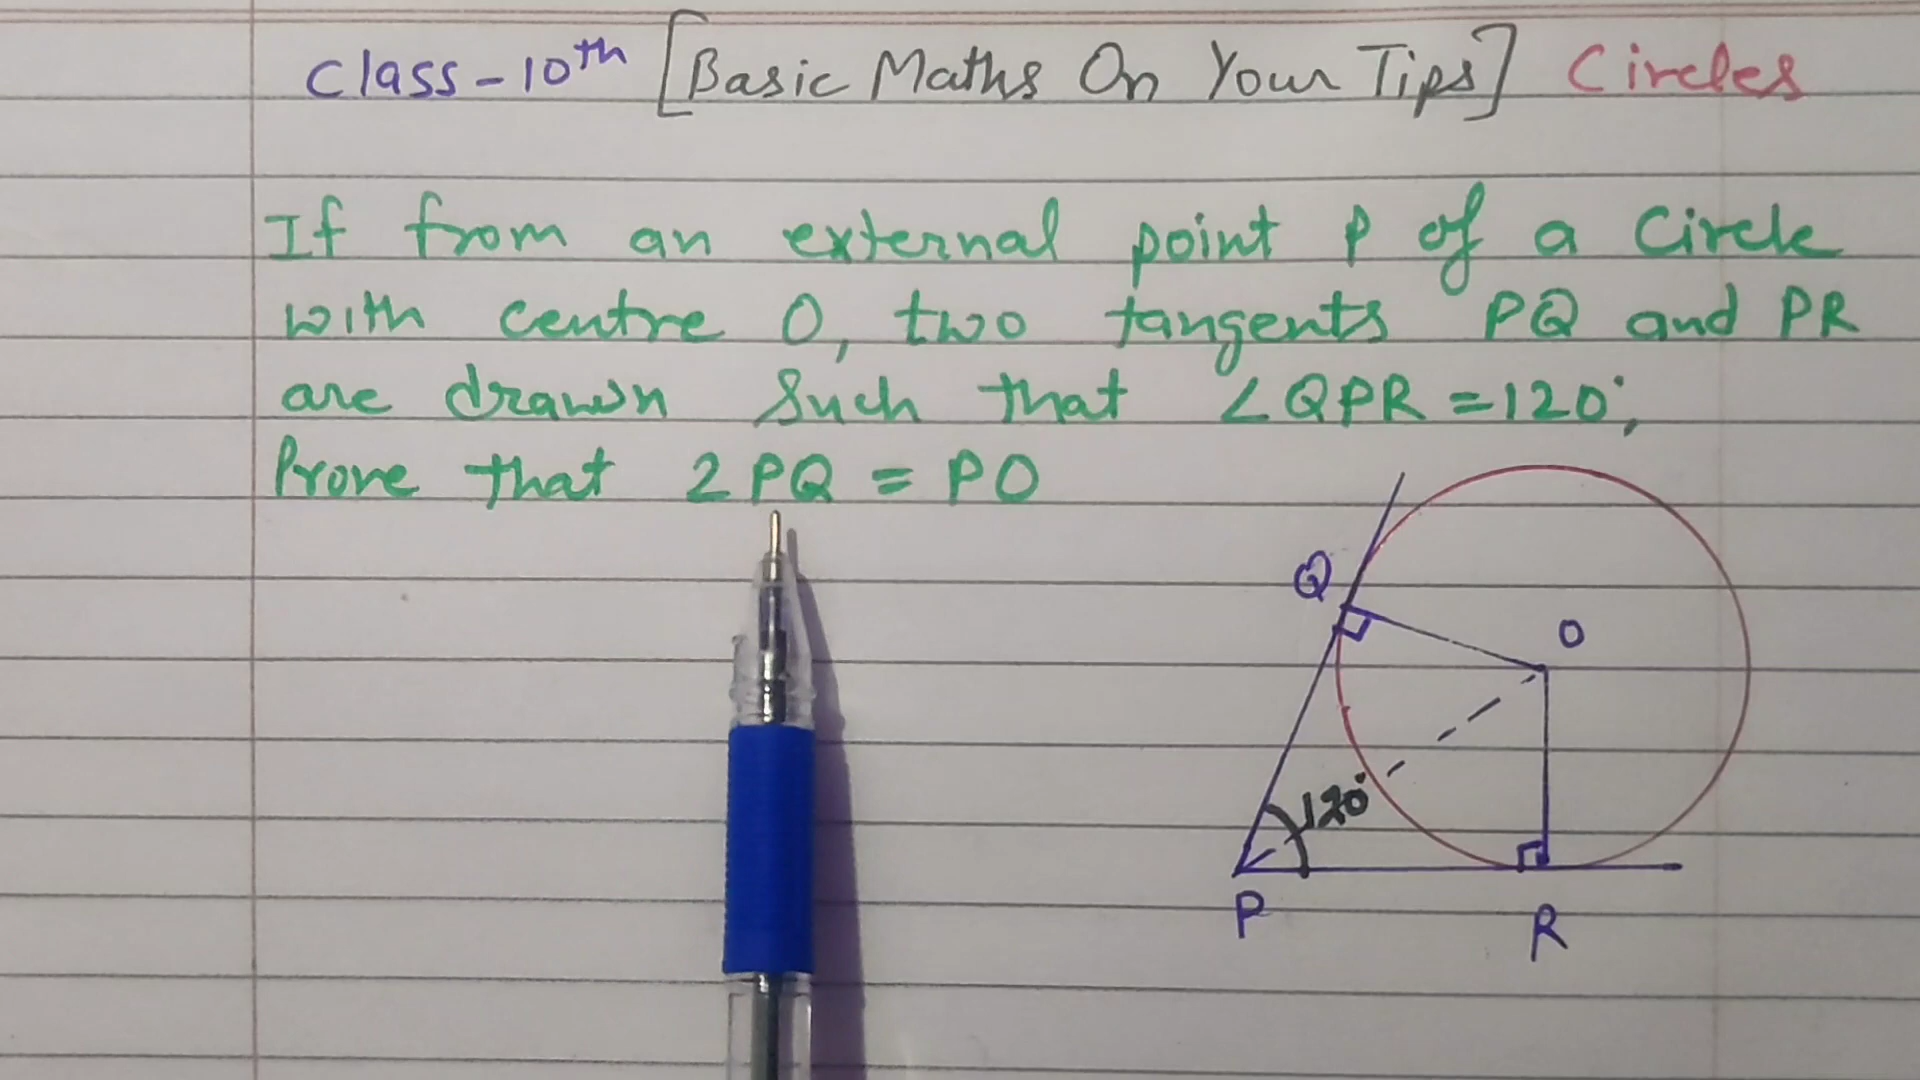 Class-10th [Basic Maths On Your Tips] Circles
If from an external point P of a Circle
with centre O, two tangents PQ and PR
are drawn Such that ∠QPR=120°,
Prove that 2PQ = PO
Q
O
120°
P
R